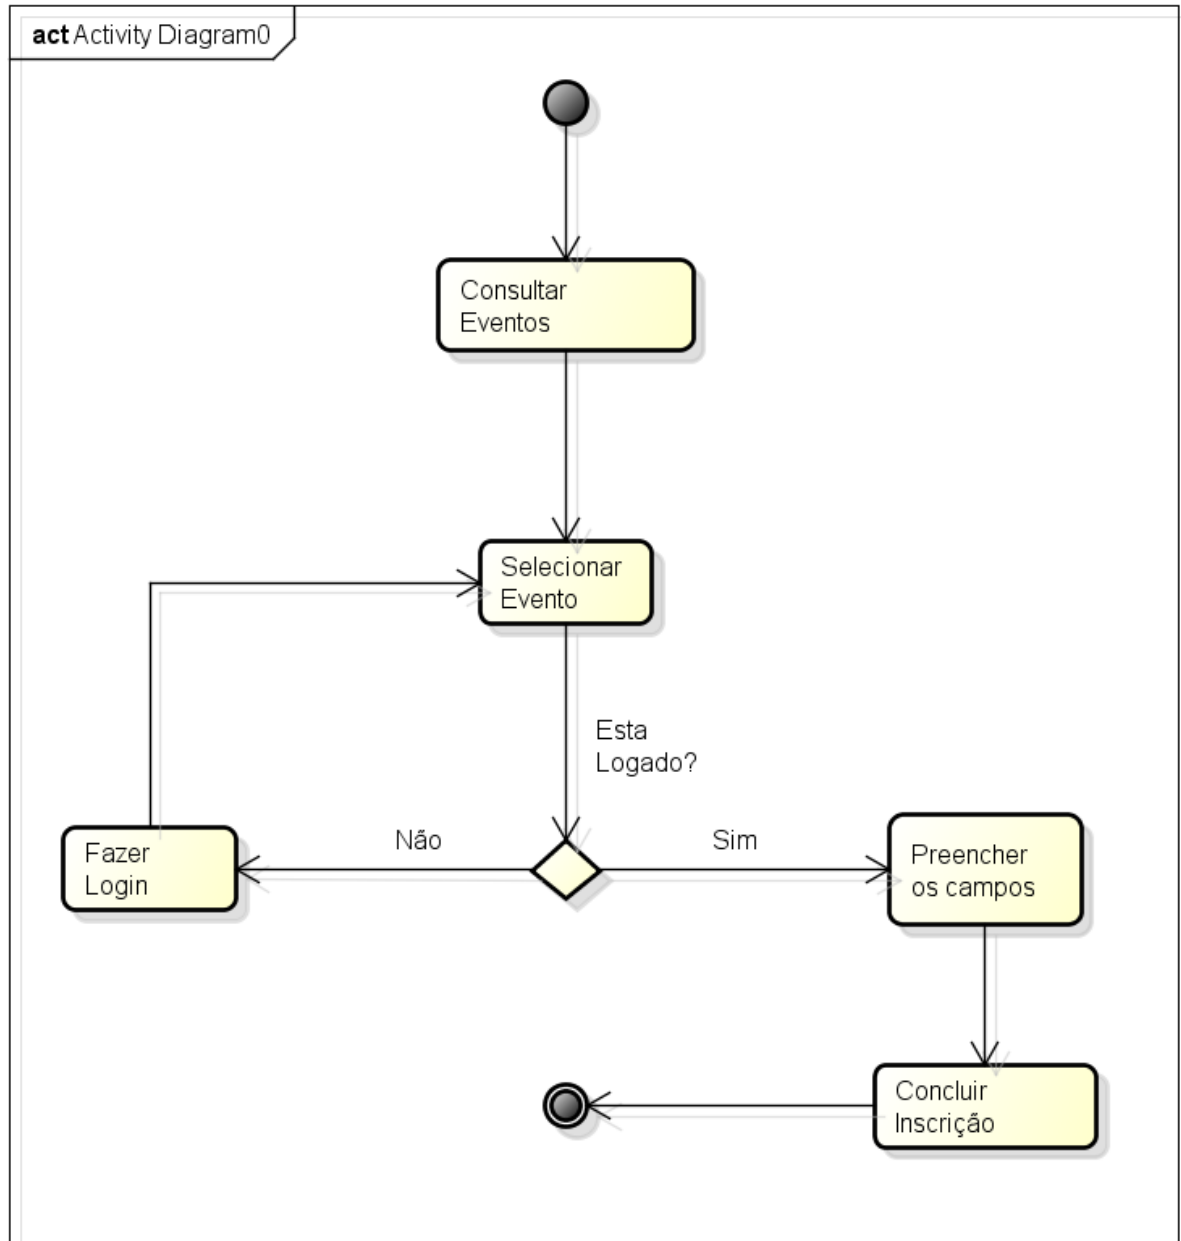 act Activity Diagram0
Consultar
Eventos
Selecionar
Evento
Esta
Logado?
Não
Sim
Fazer
Login
Preencher
os campos
Concluir
Inscrição